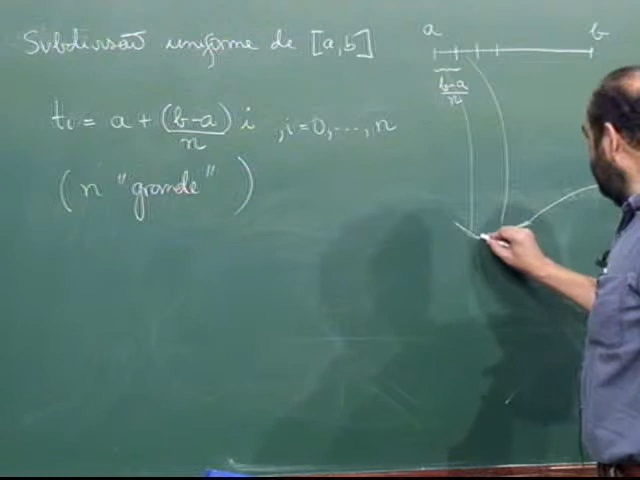 Subdivisão uniforme de [a,b]
a b
b-a
n
ti = a + (b-a) i , i=0,...,n
n
(n "grande")